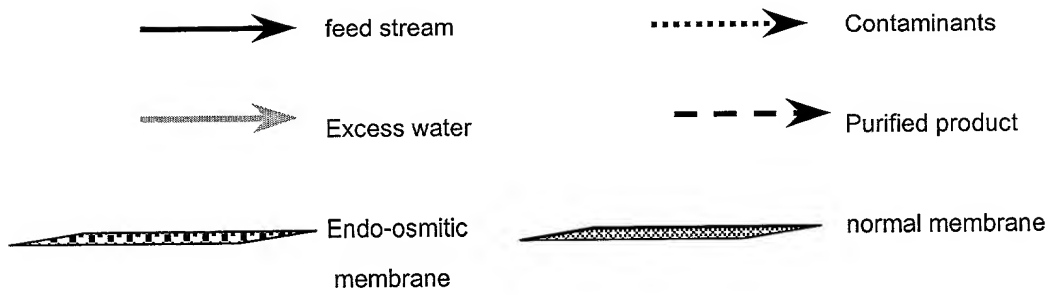 feed stream
Contaminants
Excess water
Purified product
Endo-osmitic
membrane
normal membrane